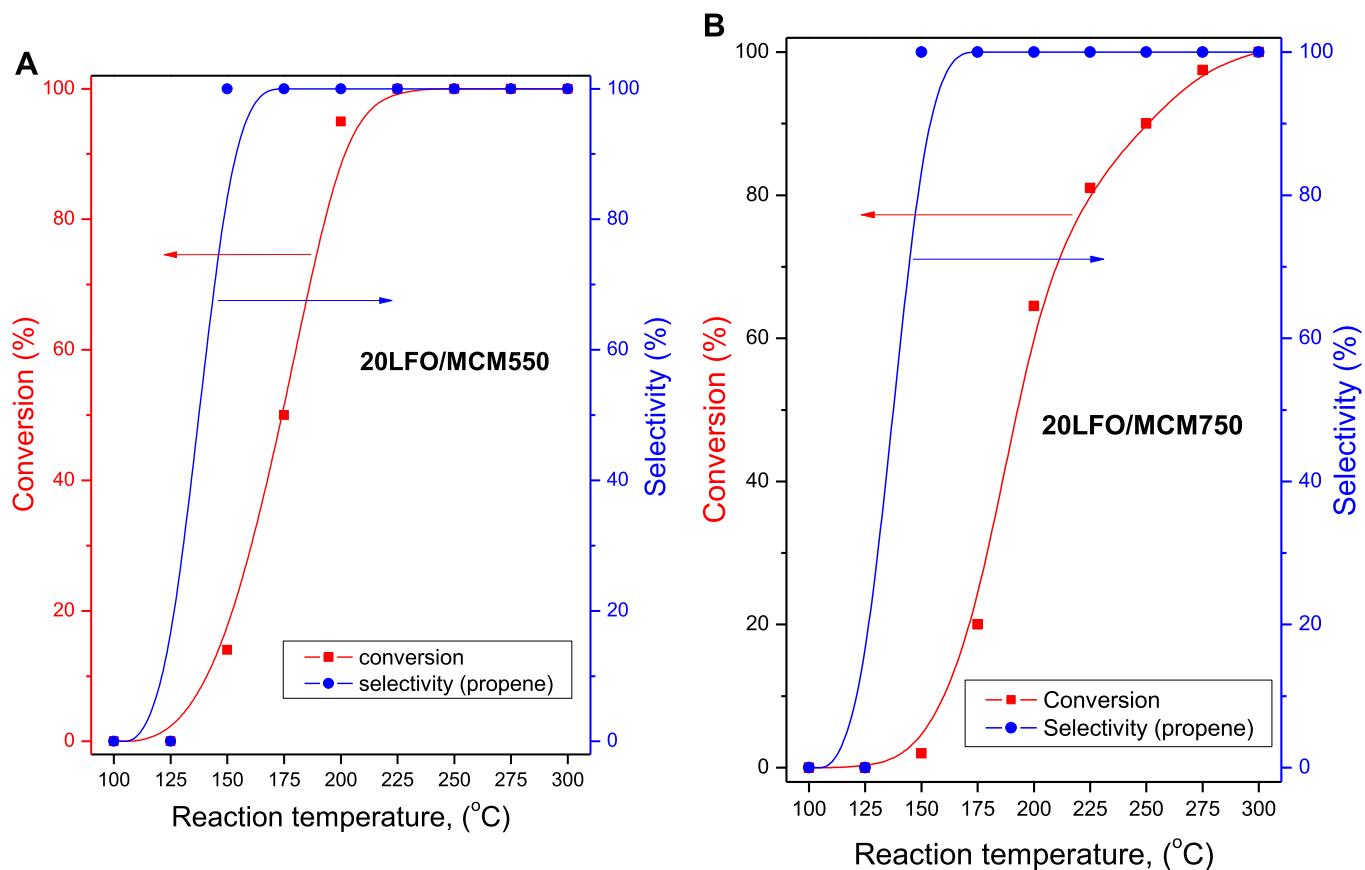 A
100
80
60
40
20
0
Conversion (%)
100
80
60
40
20
0
Selectivity (%)
20LFO/MCM550
conversion
selectivity (propene)
100 125 150 175 200 225 250 275 300
Reaction temperature, (°C)
B
100
80
60
40
20
0
Conversion (%)
100
80
60
40
20
0
Selectivity (%)
20LFO/MCM750
Conversion
Selectivity (propene)
100 125 150 175 200 225 250 275 300
Reaction temperature, (°C)